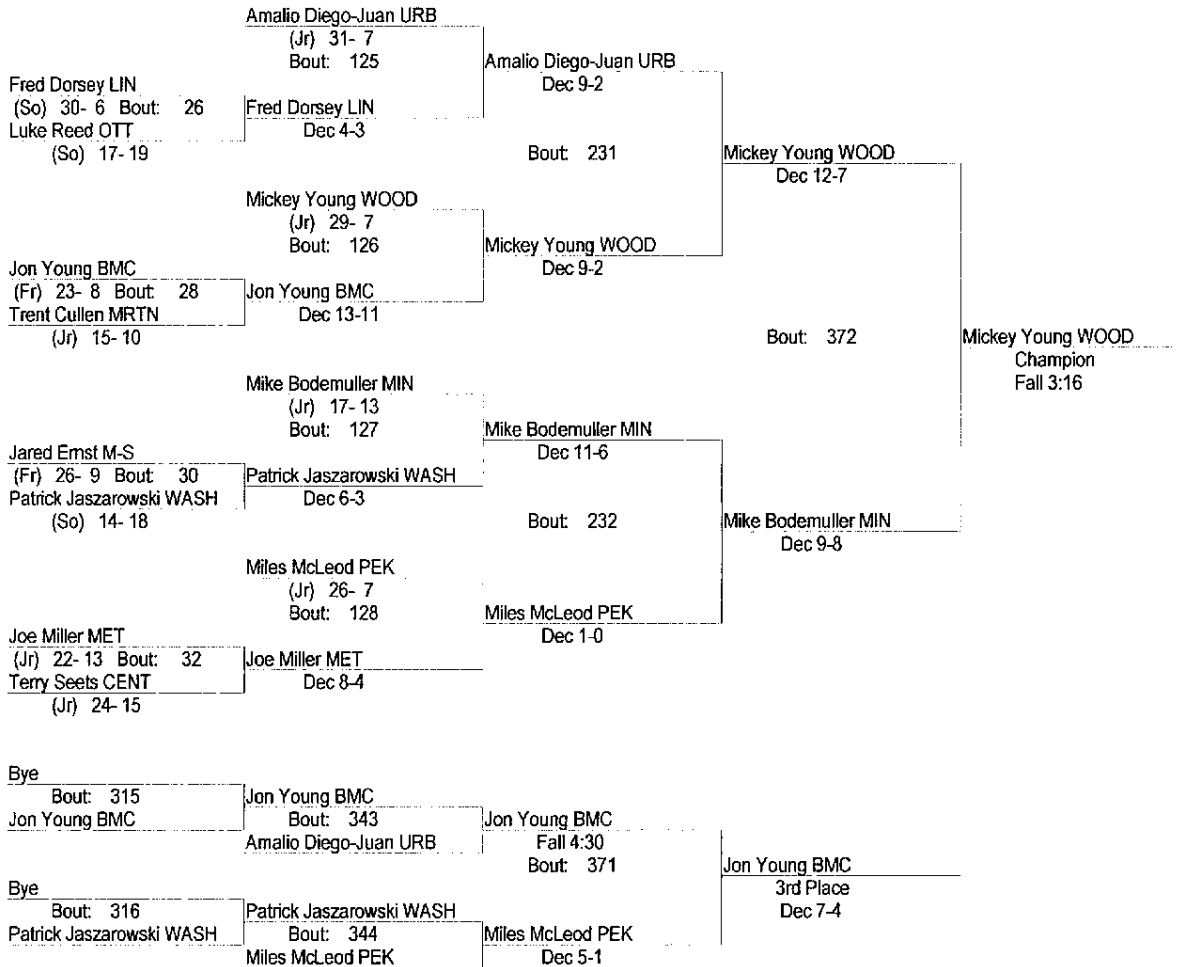 Amalio Diego-Juan URB
(Jr) 31- 7
Bout: 125
Amalio Diego-Juan URB
Dec 9-2
Fred Dorsey LIN
(So) 30- 6 Bout: 26
Fred Dorsey LIN
Luke Reed OTT
Dec 4-3
(So) 17- 19
Bout: 231
Mickey Young WOOD
Dec 12-7
Mickey Young WOOD
(Jr) 29- 7
Bout: 126
Mickey Young WOOD
Dec 9-2
Jon Young BMC
(Fr) 23- 8 Bout: 28
Jon Young BMC
Trent Cullen MRTN
Dec 13-11
(Jr) 15- 10
Bout: 372
Mickey Young WOOD
Champion
Fall 3:16
Mike Bodemuller MIN
(Jr) 17- 13
Bout: 127
Mike Bodemuller MIN
Dec 11-6
Jared Ernst M-S
(Fr) 26- 9 Bout: 30
Patrick Jaszarowski WASH
Patrick Jaszarowski WASH
Dec 6-3
(So) 14- 18
Bout: 232
Mike Bodemuller MIN
Dec 9-8
Miles McLeod PEK
(Jr) 26- 7
Bout: 128
Miles McLeod PEK
Dec 1-0
Joe Miller MET
(Jr) 22- 13 Bout: 32
Joe Miller MET
Terry Seets CENT
Dec 8-4
(Jr) 24- 15
Bye
Bout: 315
Jon Young BMC
Jon Young BMC
Bout: 343
Amalio Diego-Juan URB
Jon Young BMC
Fall 4:30
Bout: 371
Jon Young BMC
3rd Place
Dec 7-4
Bye
Bout: 316
Patrick Jaszarowski WASH
Patrick Jaszarowski WASH
Bout: 344
Miles McLeod PEK
Miles McLeod PEK
Dec 5-1